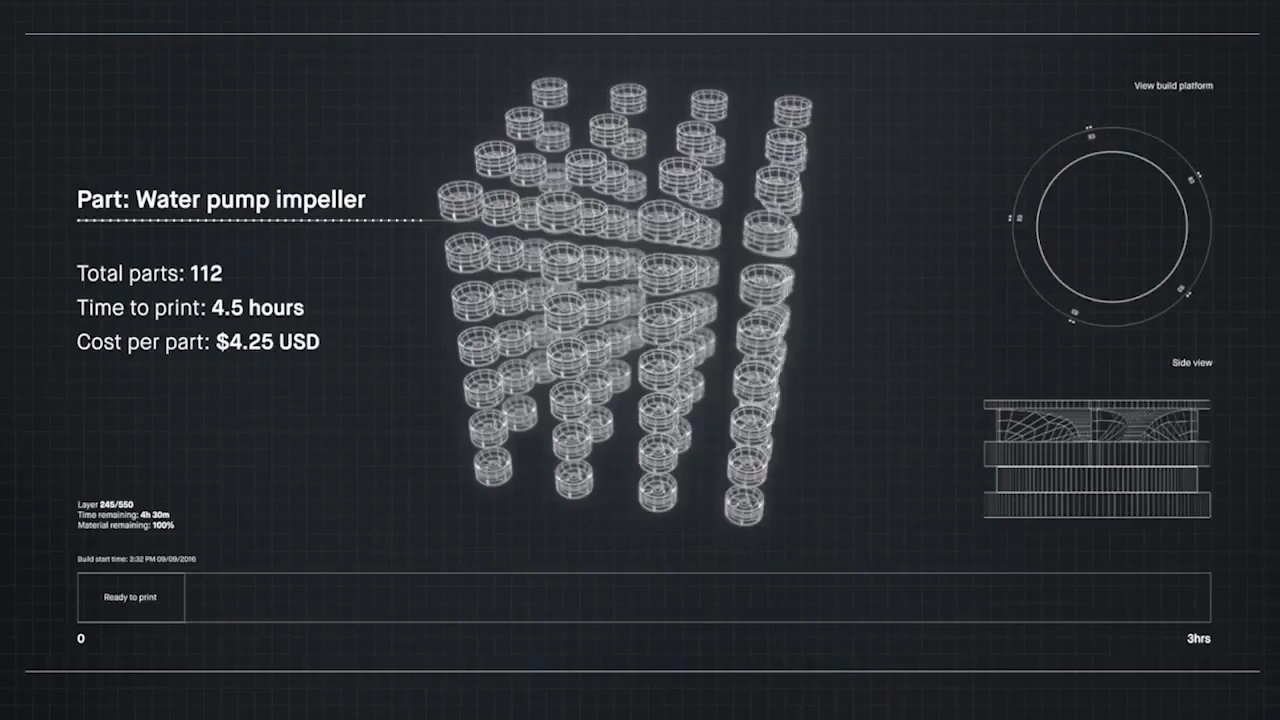 View build platform
Part: Water pump impeller
Total parts: 112
Time to print: 4.5 hours
Cost per part: $4.25 USD
Side view
Layer 245/550
Time remaining: 4h 30m
Material remaining: 100%
Build start time: 3:32 PM 09/09/2016
Ready to print
0
3hrs